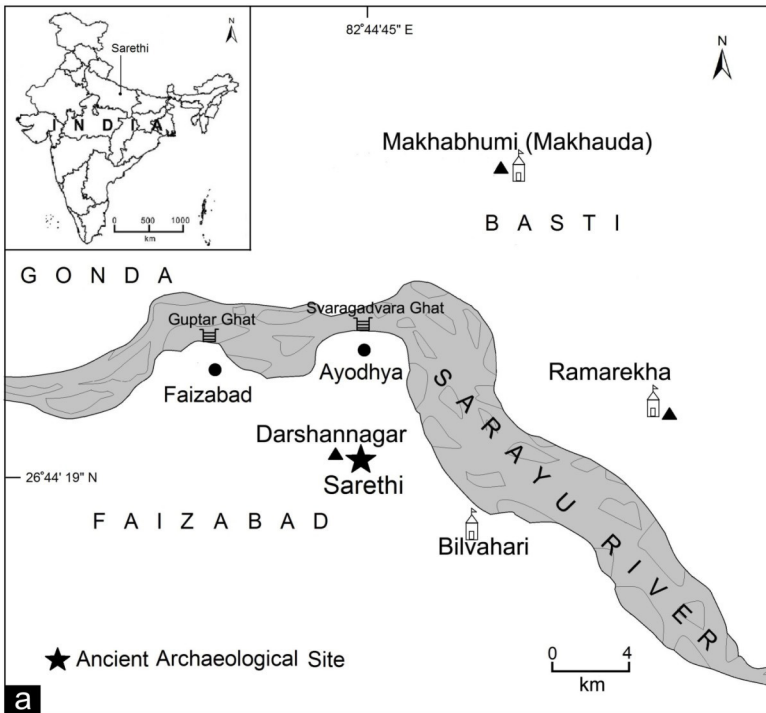 82°44'45" E
N
Sarethi
I N D I A
0 500 1000
km
N
Makhabhumi (Makhauda)
B A S T I
G O N D A
Svaragadvara Ghat
Guptar Ghat
Ayodhya
Faizabad
Ramarekha
S A R A Y U R I V E R
Darshannagar
26°44' 19" N
Sarethi
F A I Z A B A D
Bilvahari
Ancient Archaeological Site
0 4
km
a